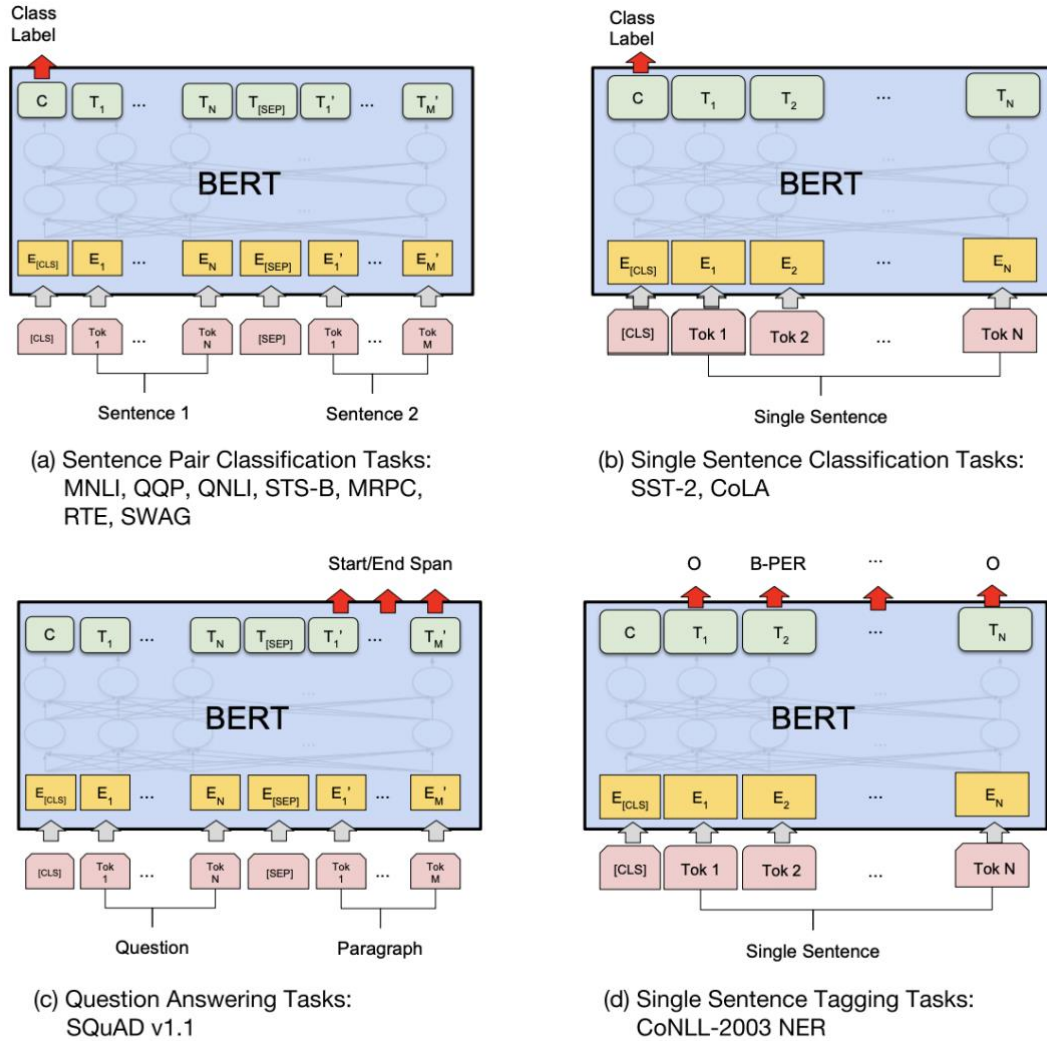 Class
Label
C T1 ... TN T[SEP] T1' ... TM'
...
BERT
...
E[CLS] E1 ... EN E[SEP] E1' ... EM'
[CLS] Tok 1 ... Tok N [SEP] Tok 1 ... Tok M
Sentence 1 Sentence 2
(a) Sentence Pair Classification Tasks:
MNLI, QQP, QNLI, STS-B, MRPC,
RTE, SWAG
Class
Label
C T1 T2 ... TN
...
BERT
...
E[CLS] E1 E2 ... EN
[CLS] Tok 1 Tok 2 ... Tok N
Single Sentence
(b) Single Sentence Classification Tasks:
SST-2, CoLA
Start/End Span
C T1 ... TN T[SEP] T1' ... TM'
...
BERT
...
E[CLS] E1 ... EN E[SEP] E1' ... EM'
[CLS] Tok 1 ... Tok N [SEP] Tok 1 ... Tok M
Question Paragraph
(c) Question Answering Tasks:
SQuAD v1.1
O B-PER ... O
C T1 T2 ... TN
...
BERT
...
E[CLS] E1 E2 ... EN
[CLS] Tok 1 Tok 2 ... Tok N
Single Sentence
(d) Single Sentence Tagging Tasks:
CoNLL-2003 NER